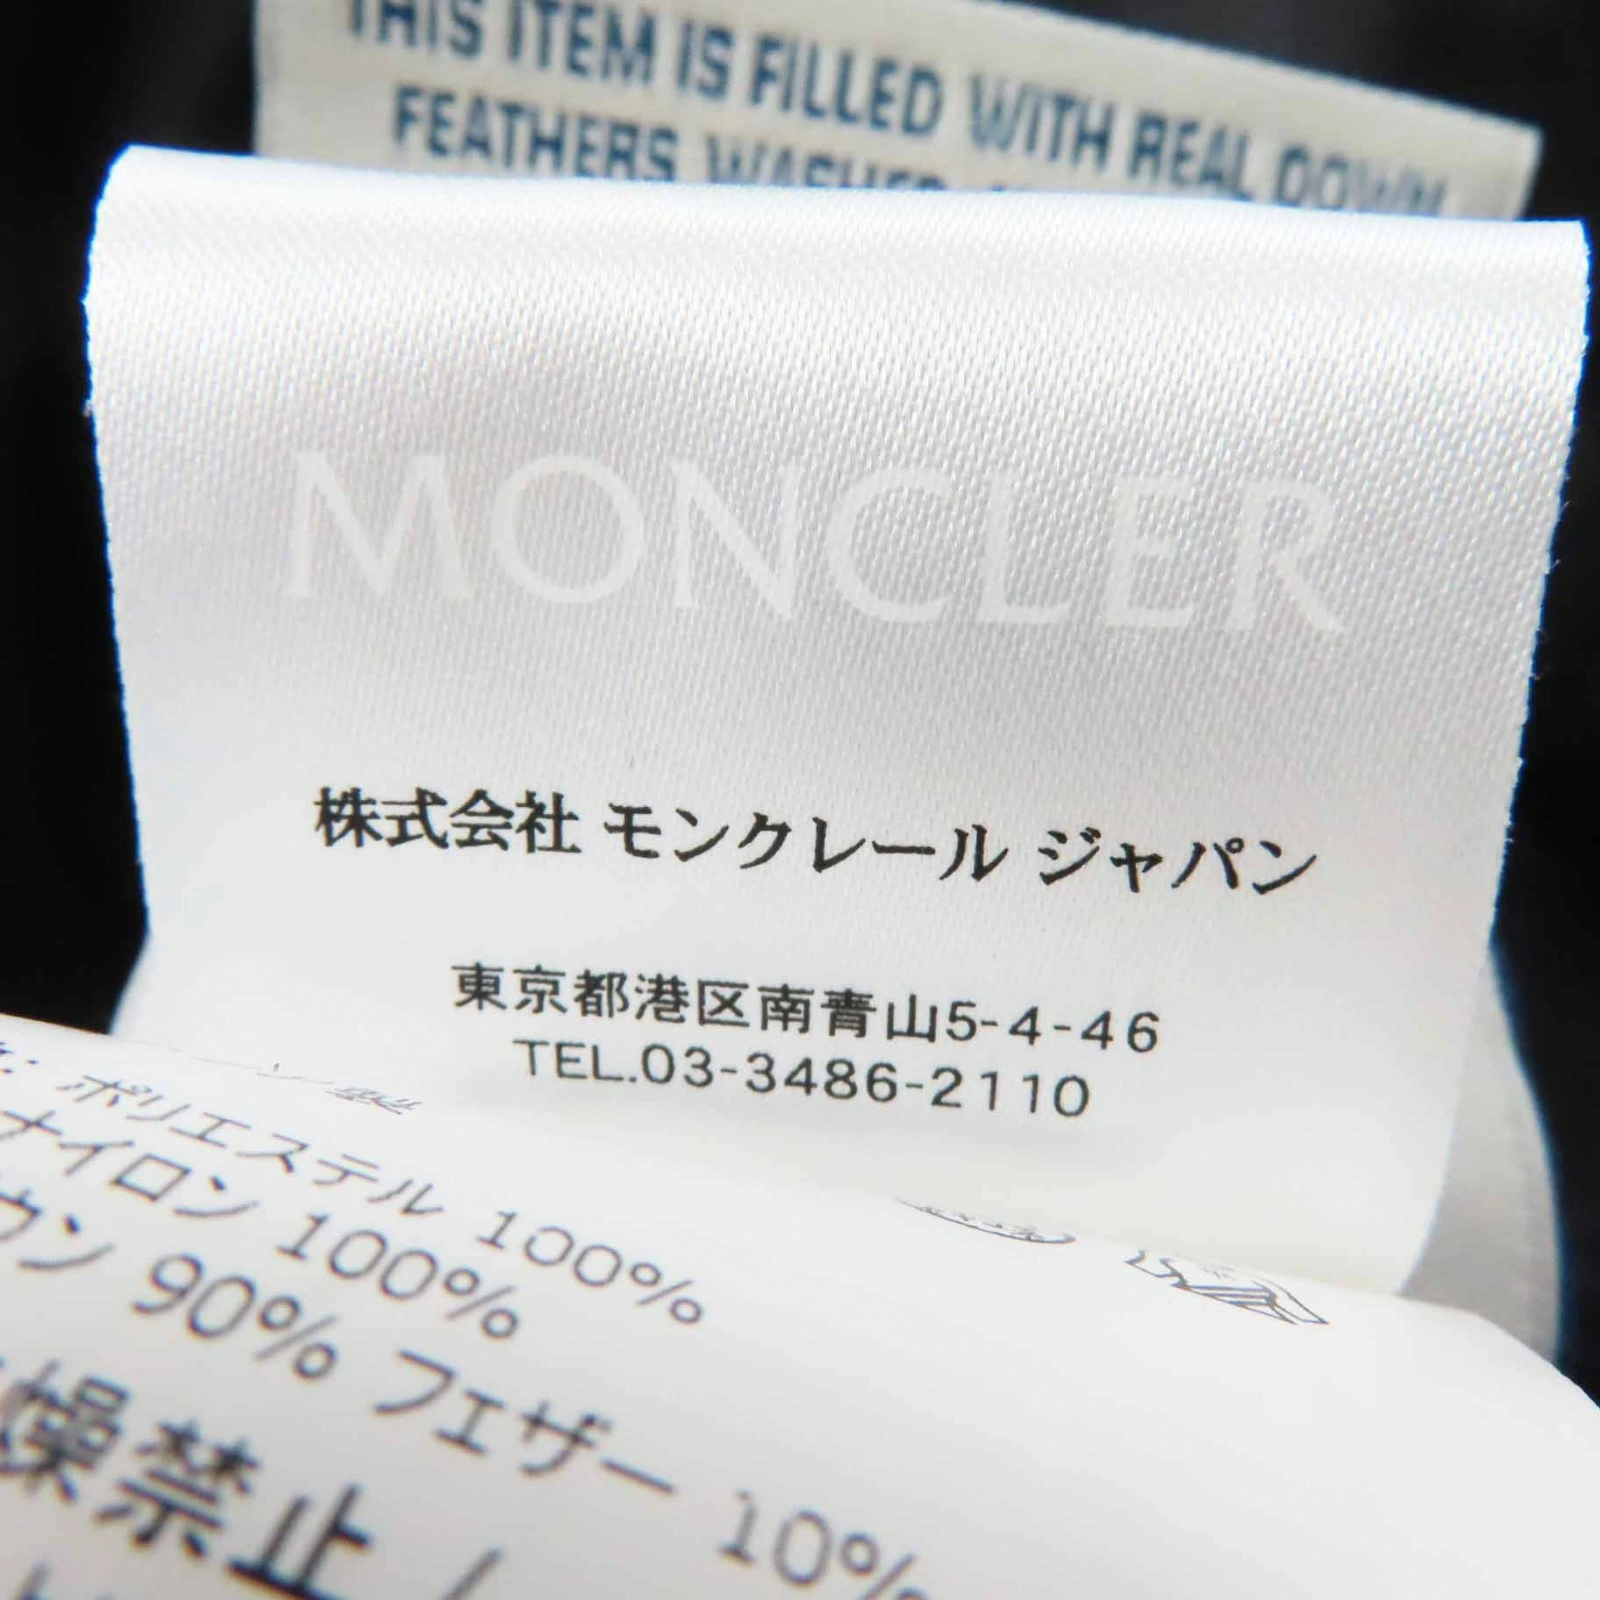 THIS ITEM IS FILLED WITH REAL DOWN
FEATHERS WASHED
MONCLER
株式会社 モンクレール ジャパン
東京都港区南青山5-4-46
TEL.03-3486-2110
ポリエステル 100%
ナイロン 100%
90% フェザー 10%
燥禁止 /